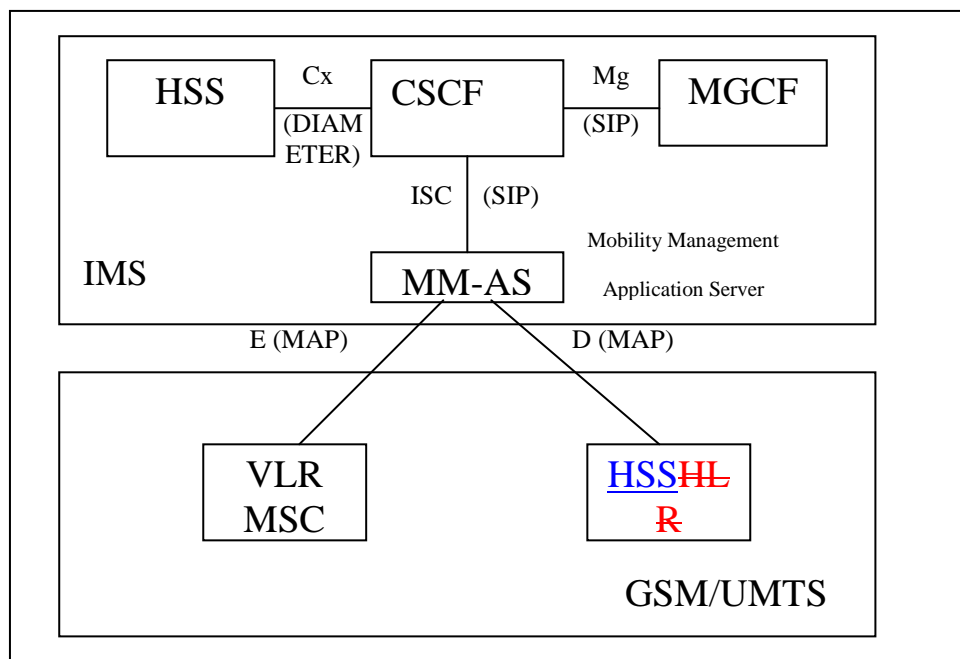 HSS
Cx
(DIAM
ETER)
CSCF
Mg
(SIP)
MGCF
ISC
(SIP)
Mobility Management
Application Server
IMS
MM-AS
E (MAP)
D (MAP)
VLR
MSC
HSSHL
R
GSM/UMTS